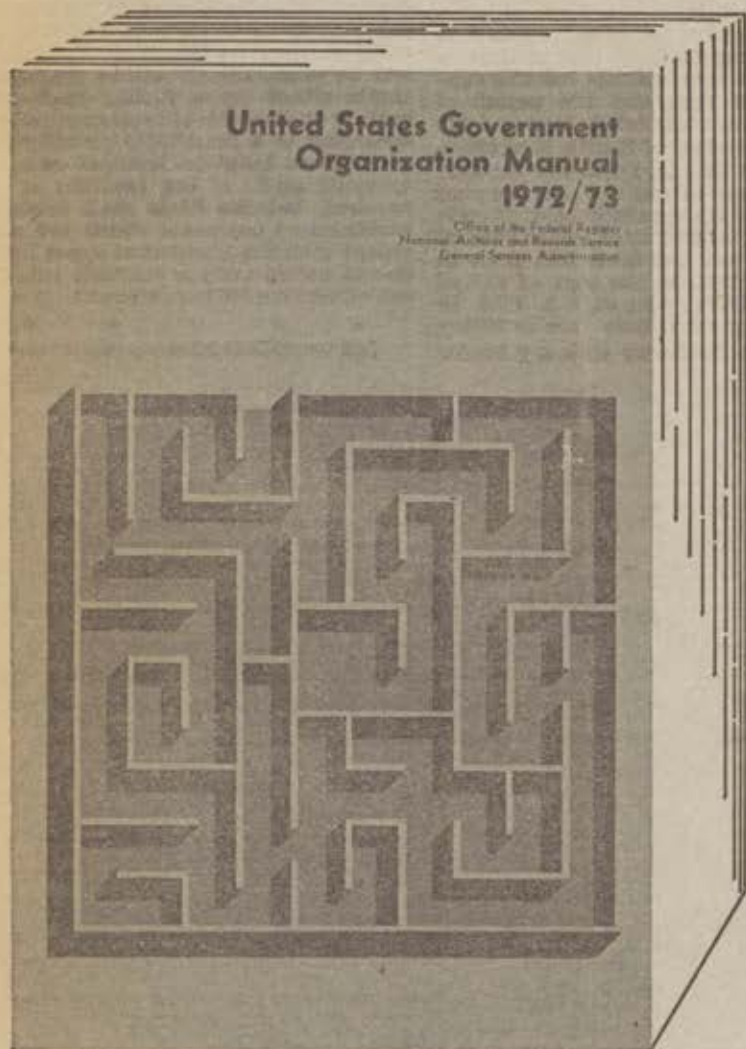 United States Government
Organization Manual
1972/73
Office of the Federal Register
National Archives and Records Service
General Services Administration